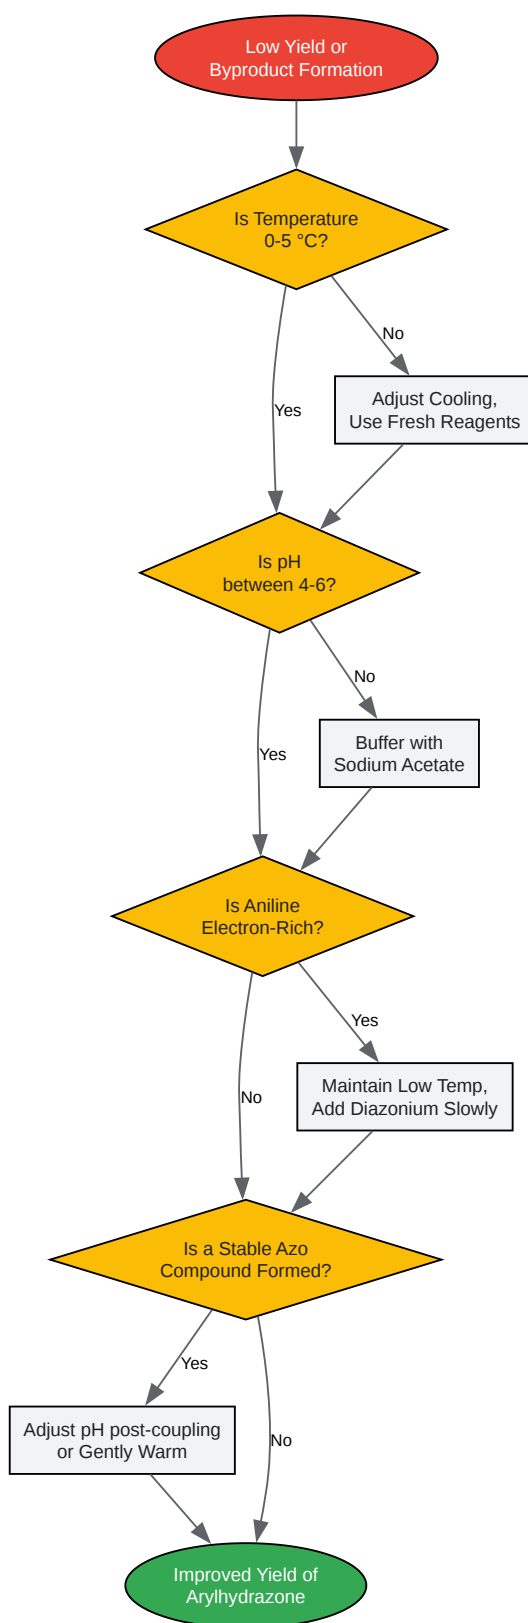 Low Yield or
Byproduct Formation
Is Temperature
0-5 °C?
No
Adjust Cooling,
Use Fresh Reagents
Yes
Is pH
between 4-6?
No
Buffer with
Sodium Acetate
Yes
Is Aniline
Electron-Rich?
Yes
Maintain Low Temp,
Add Diazonium Slowly
No
Is a Stable Azo
Compound Formed?
Yes
Adjust pH post-coupling
or Gently Warm
No
Improved Yield of
Arylhydrazone